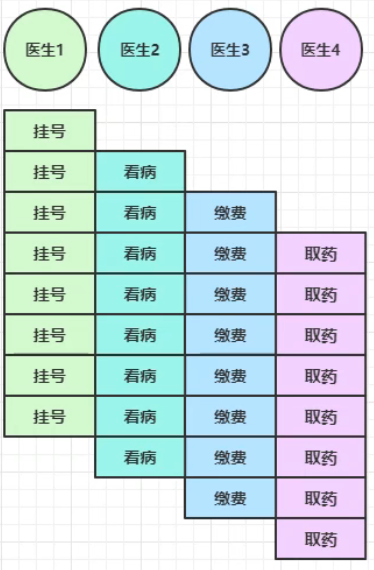 医生1 医生2 医生3 医生4
挂号
挂号 看病
挂号 看病 缴费
挂号 看病 缴费 取药
挂号 看病 缴费 取药
挂号 看病 缴费 取药
挂号 看病 缴费 取药
挂号 看病 缴费 取药
看病 缴费 取药
缴费 取药
取药